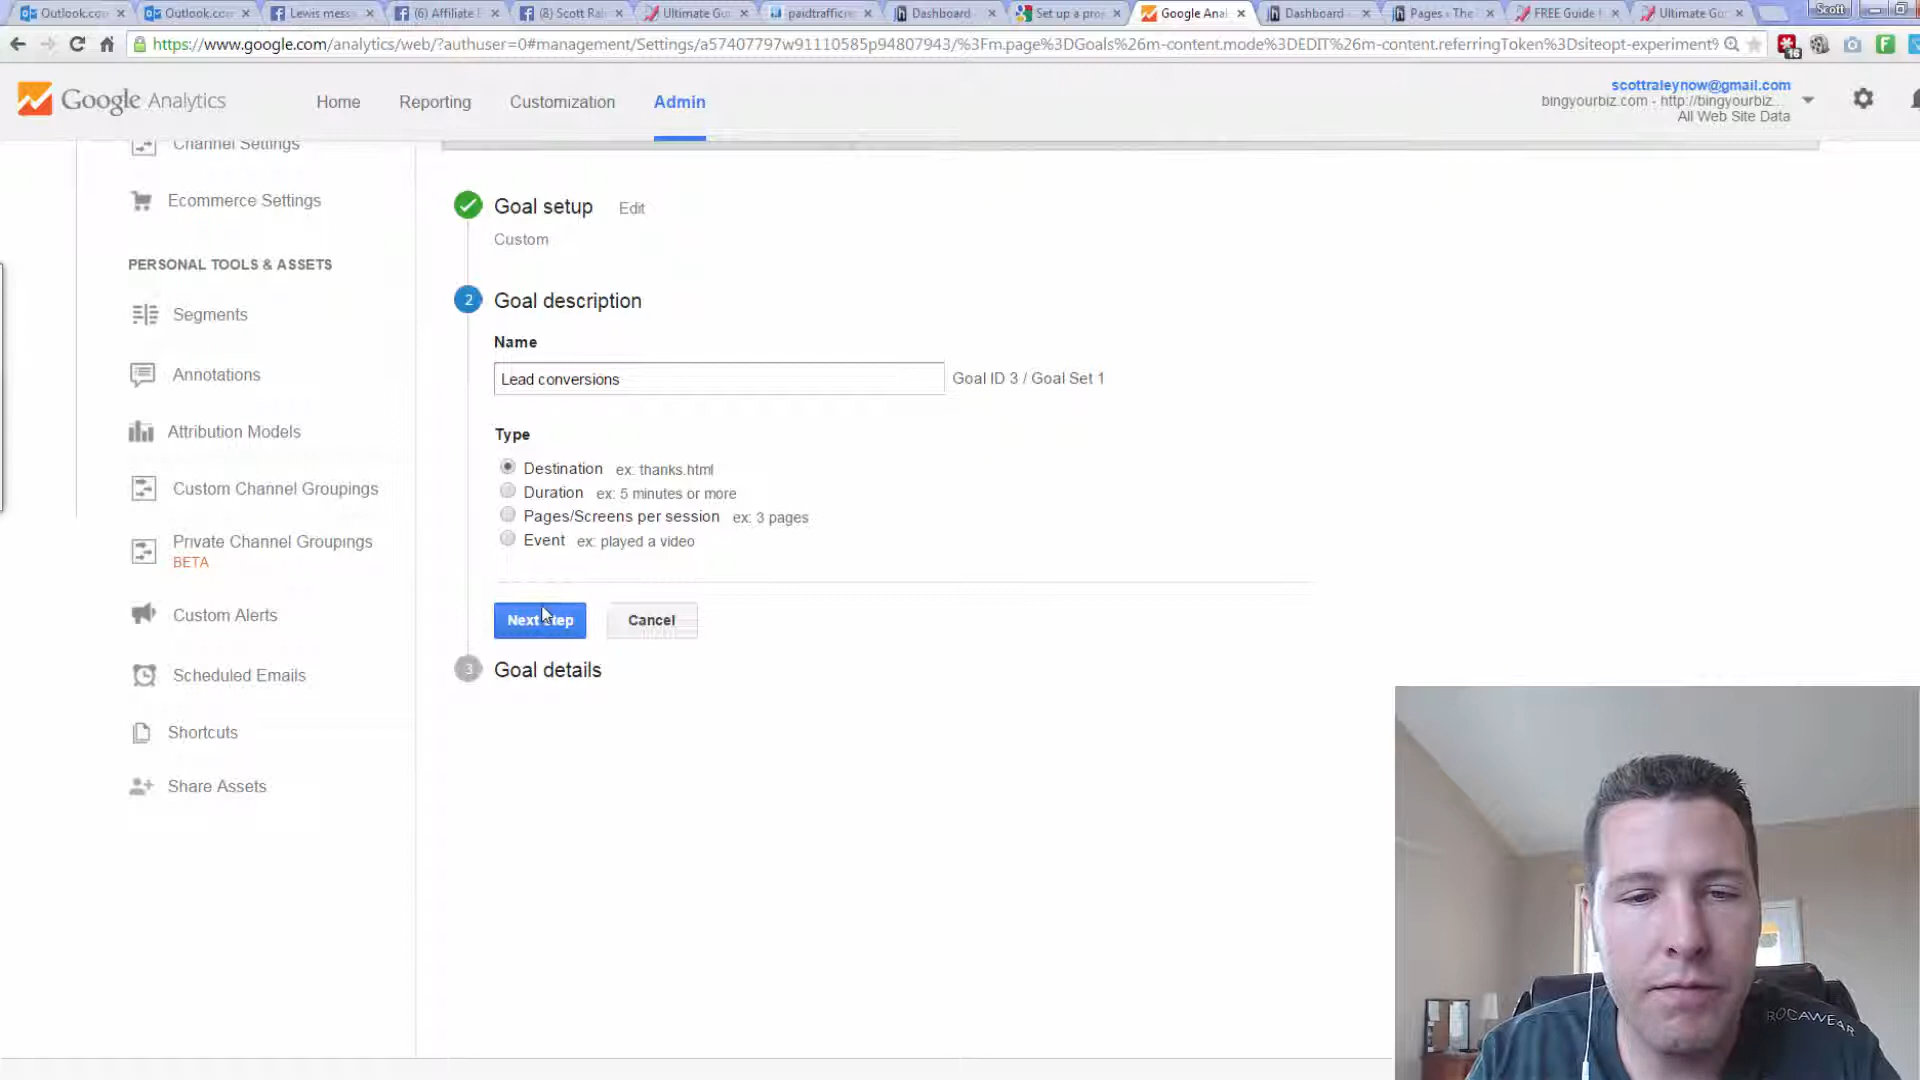 Outlook.co
Outlook.co
Lewis mess
(6) Affiliate
(8) Scott Ra
Ultimate Gu
paidtrafficre
Dashboard
Set up a pro
Google Ana
Dashboard
Pages ‹ The
FREE Guide
Ultimate Gu
Scott
https://www.google.com/analytics/web/?authuser=0#management/Settings/a57407797w91110585p94807943/%3Fm.page%3DGoals%26m-content.mode%3DEDIT%26m-content.referringToken%3Dsiteopt-experiment%
16
Google Analytics
Home
Reporting
Customization
Admin
scottraleynow@gmail.com
bingyourbiz.com - http://bingyourbiz...
All Web Site Data
Channel Settings
Ecommerce Settings
PERSONAL TOOLS & ASSETS
Segments
Annotations
Attribution Models
Custom Channel Groupings
Private Channel Groupings
BETA
Custom Alerts
Scheduled Emails
Shortcuts
Share Assets
Goal setup Edit
Custom
2 Goal description
Name
Lead conversions Goal ID 3 / Goal Set 1
Type
Destination ex: thanks.html
Duration ex: 5 minutes or more
Pages/Screens per session ex: 3 pages
Event ex: played a video
Next step Cancel
3 Goal details
ROCAWEAR